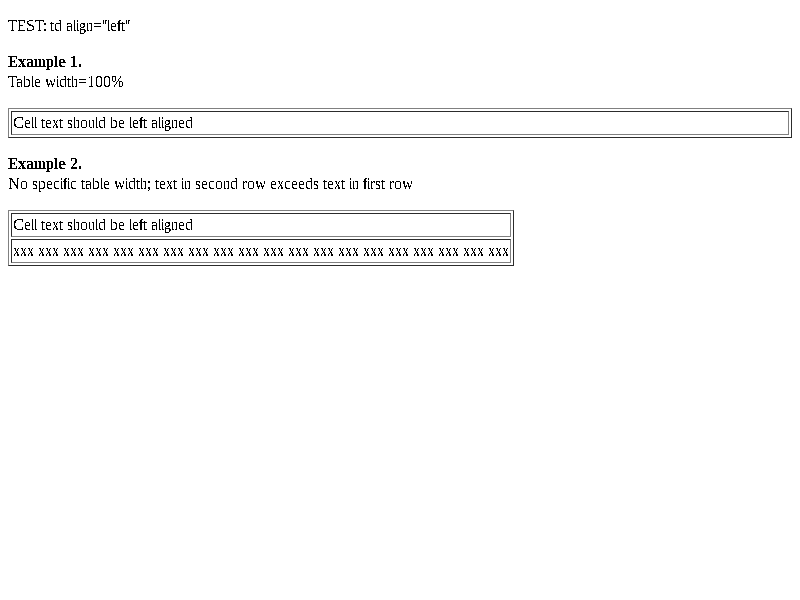 TEST: td align="left"
Example 1.
Table width=100%
Cell text should be left aligned
Example 2.
No specific table width; text in second row exceeds text in first row
Cell text should be left aligned
xxx xxx xxx xxx xxx xxx xxx xxx xxx xxx xxx xxx xxx xxx xxx xxx xxx xxx xxx xxx